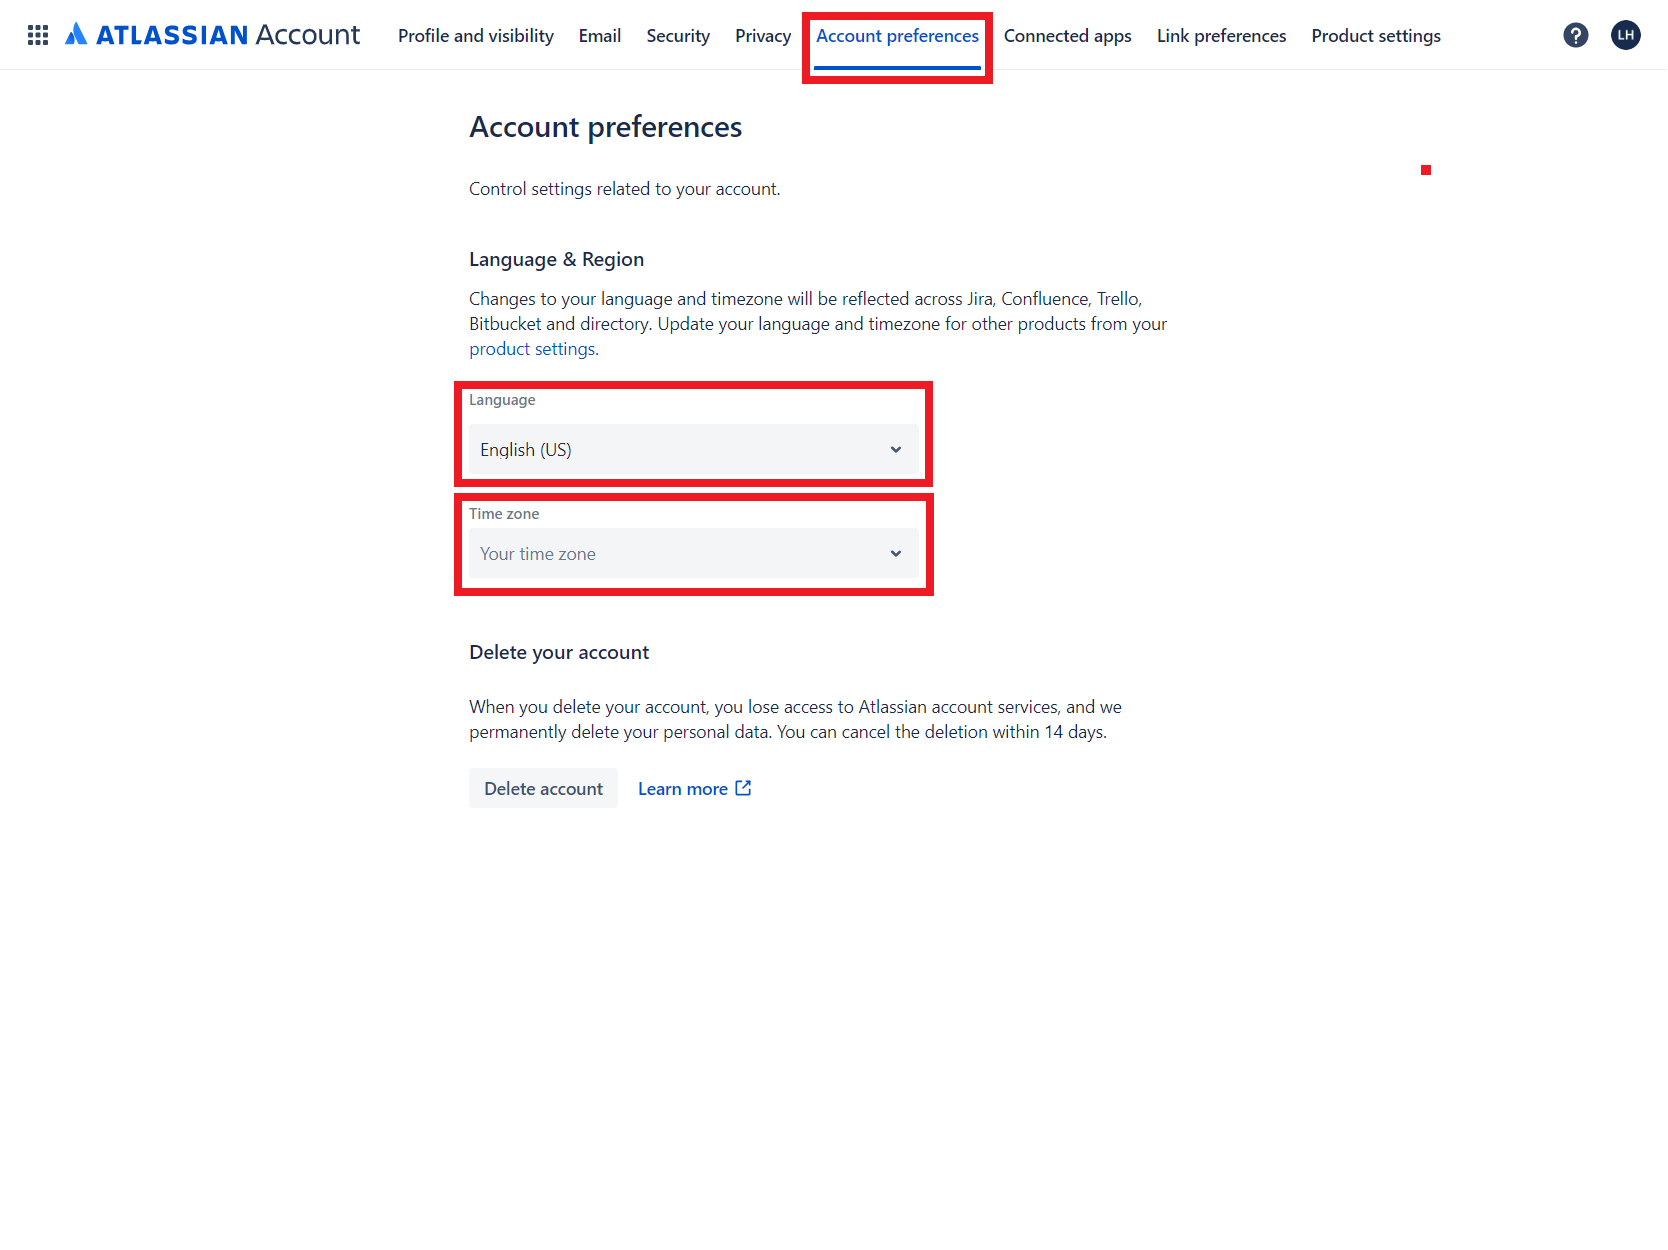 ATLASSIAN Account Profile and visibility Email Security Privacy Account preferences Connected apps Link preferences Product settings ? LH
Account preferences
Control settings related to your account.
Language & Region
Changes to your language and timezone will be reflected across Jira, Confluence, Trello,
Bitbucket and directory. Update your language and timezone for other products from your
product settings.
Language
English (US)
Time zone
Your time zone
Delete your account
When you delete your account, you lose access to Atlassian account services, and we
permanently delete your personal data. You can cancel the deletion within 14 days.
Delete account Learn more